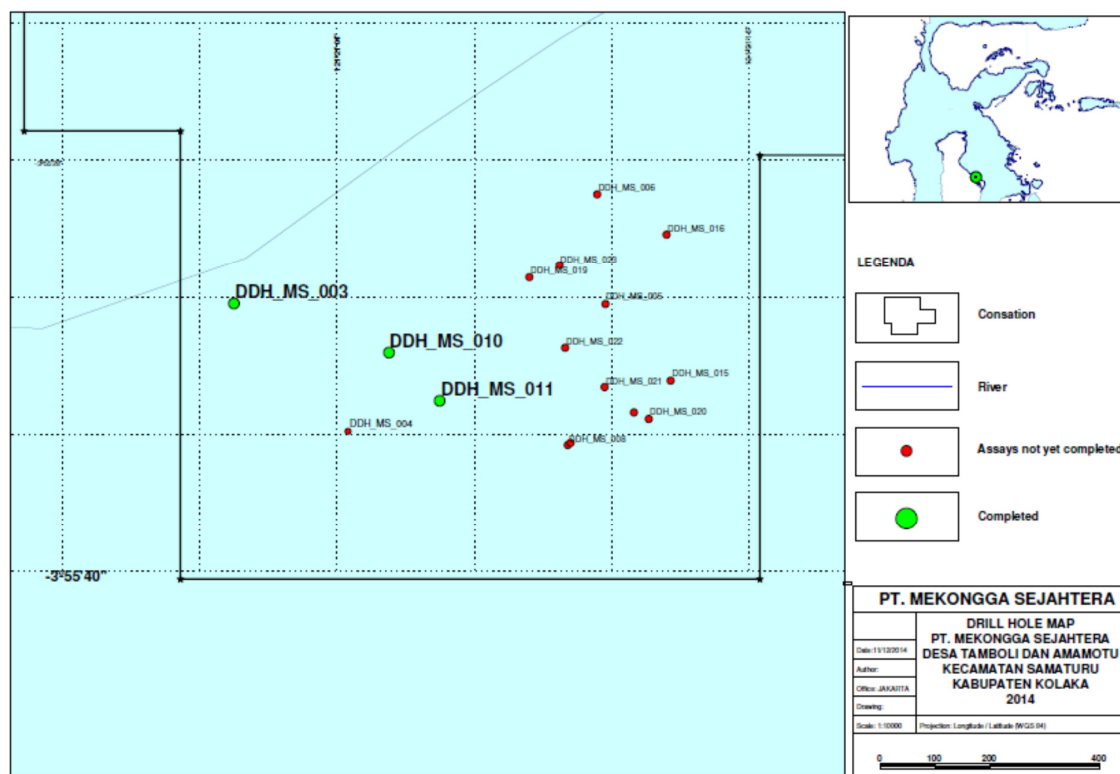 DDH_MS_006
DDH_MS_016
DDH_MS_023
DDH_MS_019
DDH_MS_003
DDH_MS_005
DDH_MS_010
DDH_MS_022
DDH_MS_015
DDH_MS_021
DDH_MS_011
DDH_MS_020
DDH_MS_004
DDH_MS_008
-3°55'40"
LEGENDA
Consation
River
Assays not yet completed
Completed
PT. MEKONGGA SEJAHTERA
DRILL HOLE MAP
PT. MEKONGGA SEJAHTERA
DESA TAMBOLI DAN AMAMOTU
KECAMATAN SAMATURU
KABUPATEN KOLAKA
2014
Date:11/12/2014
Author:
Office: JAKARTA
Drawing:
Scale: 1:10000
Projection: Longitude / Latitude (WGS 84)
0 100 200 400